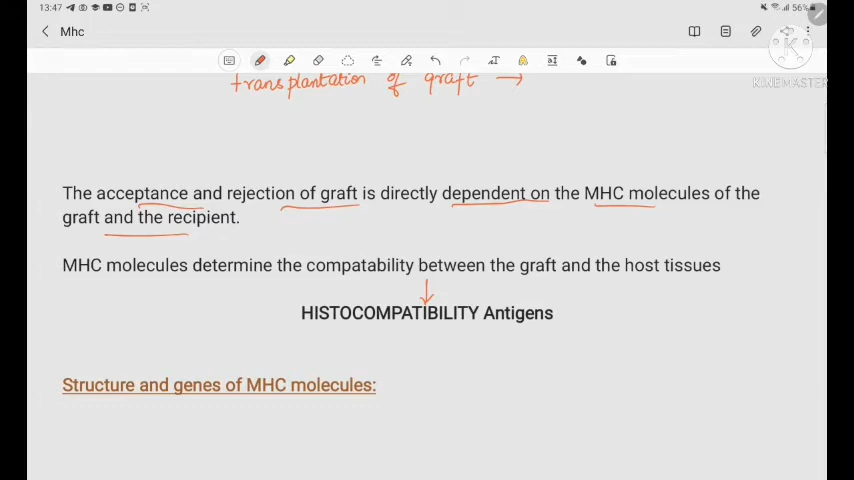 13:47
56%
Mhc
KINEMASTER
transplantation of graft →
The acceptance and rejection of graft is directly dependent on the MHC molecules of the
graft and the recipient.
MHC molecules determine the compatability between the graft and the host tissues
HISTOCOMPATIBILITY Antigens
Structure and genes of MHC molecules: